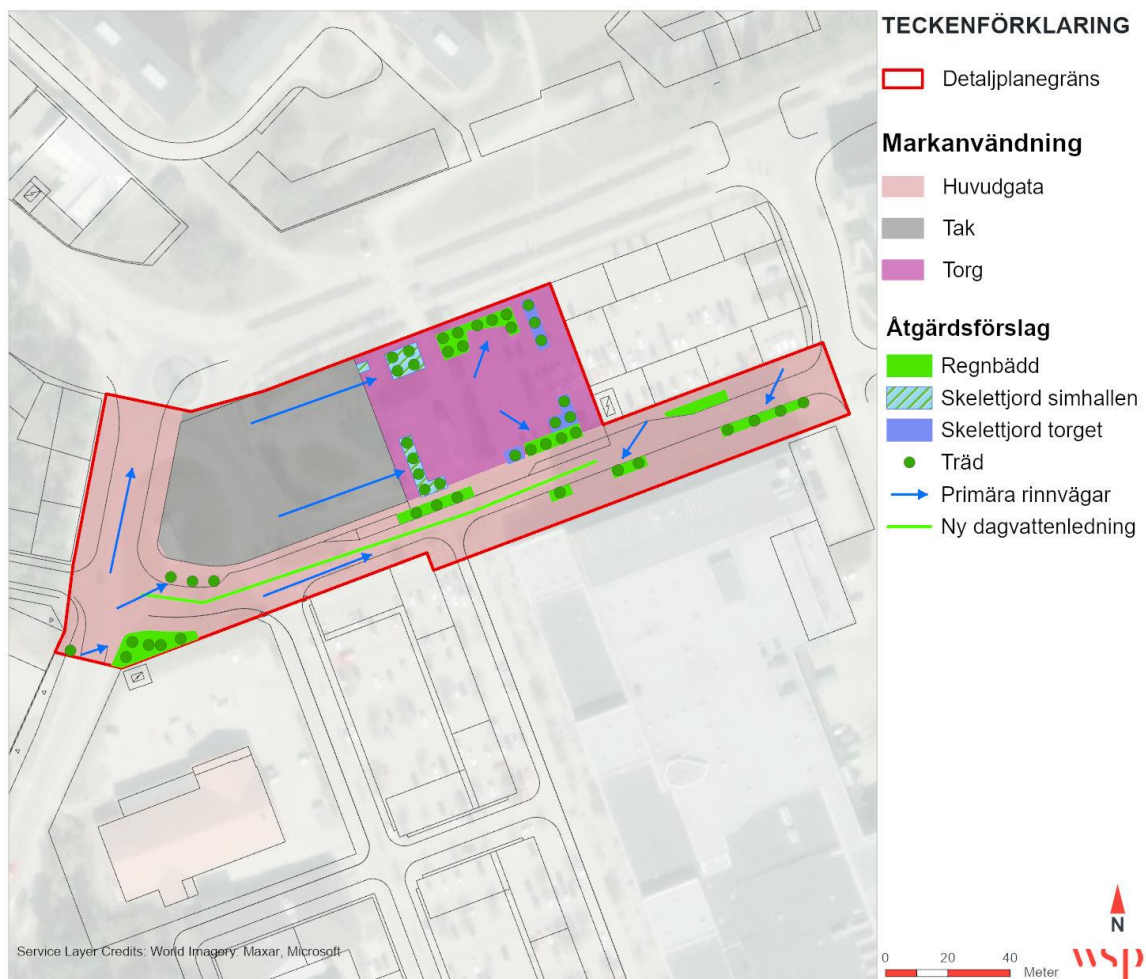 TECKENFÖRKLARING
Detaljplanegräns
Markanvändning
Huvudgata
Tak
Torg
Åtgärdsförslag
Regnbädd
Skelettjord simhallen
Skelettjord torget
Träd
Primära rinnvägar
Ny dagvattenledning
Service Layer Credits: World Imagery: Maxar, Microsoft
N
0 20 40
Meter
wsp